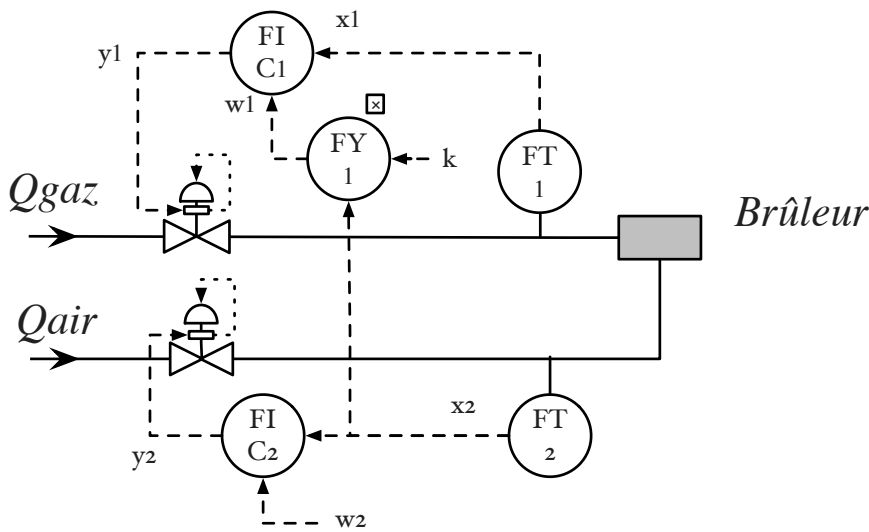 x1
FI
C1
y1
w1
×
FY
1
k
FT
1
Qgaz
Brûleur
Qair
x2
FI
C2
FT
2
y2
w2